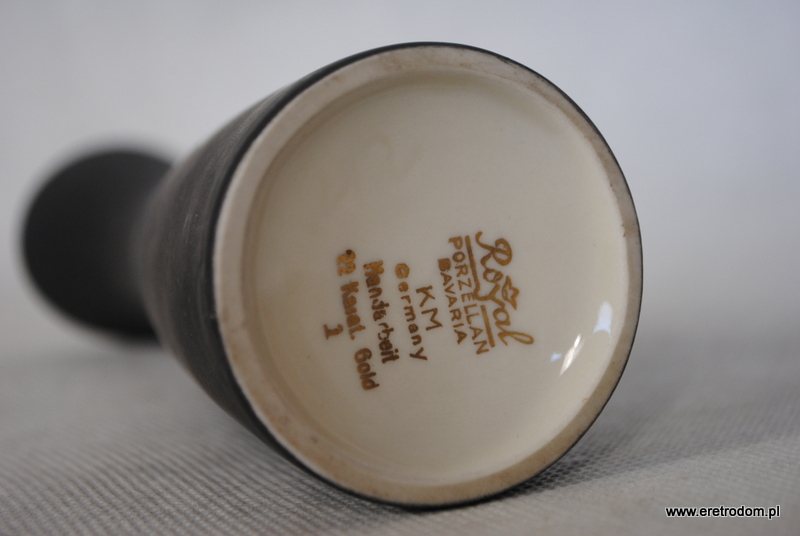 Royal
PORZELLAN
BAVARIA
KM
Germany
Handarbeit
22 Karat. Gold
1
www.eretrodom.pl